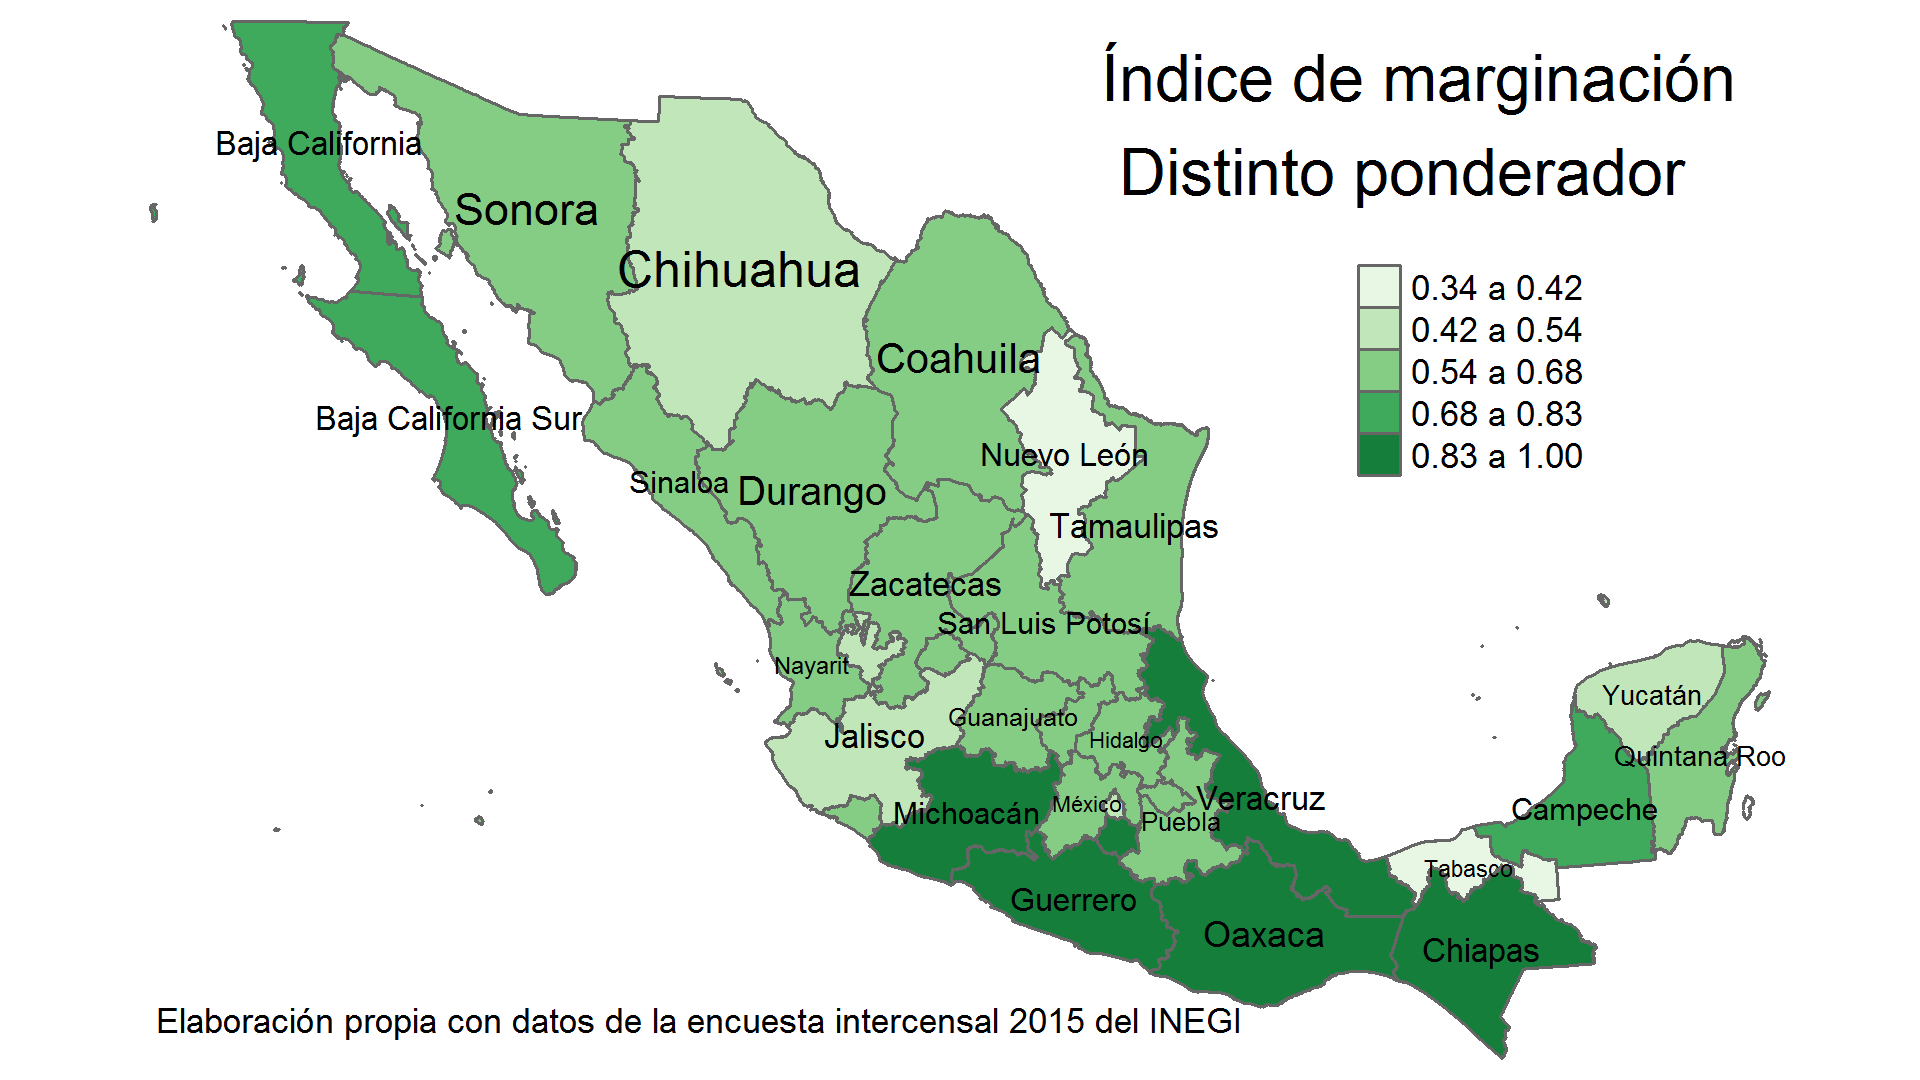 Índice de marginación
Distinto ponderador
Baja California
Sonora
Chihuahua
0.34 a 0.42
0.42 a 0.54
0.54 a 0.68
0.68 a 0.83
0.83 a 1.00
Coahuila
Baja California Sur
Nuevo León
Sinaloa
Durango
Tamaulipas
Zacatecas
San Luis Potosí
Nayarit
Yucatán
Guanajuato
Jalisco
Hidalgo
Quintana Roo
Veracruz
México
Michoacán
Campeche
Puebla
Tabasco
Guerrero
Oaxaca
Chiapas
Elaboración propia con datos de la encuesta intercensal 2015 del INEGI